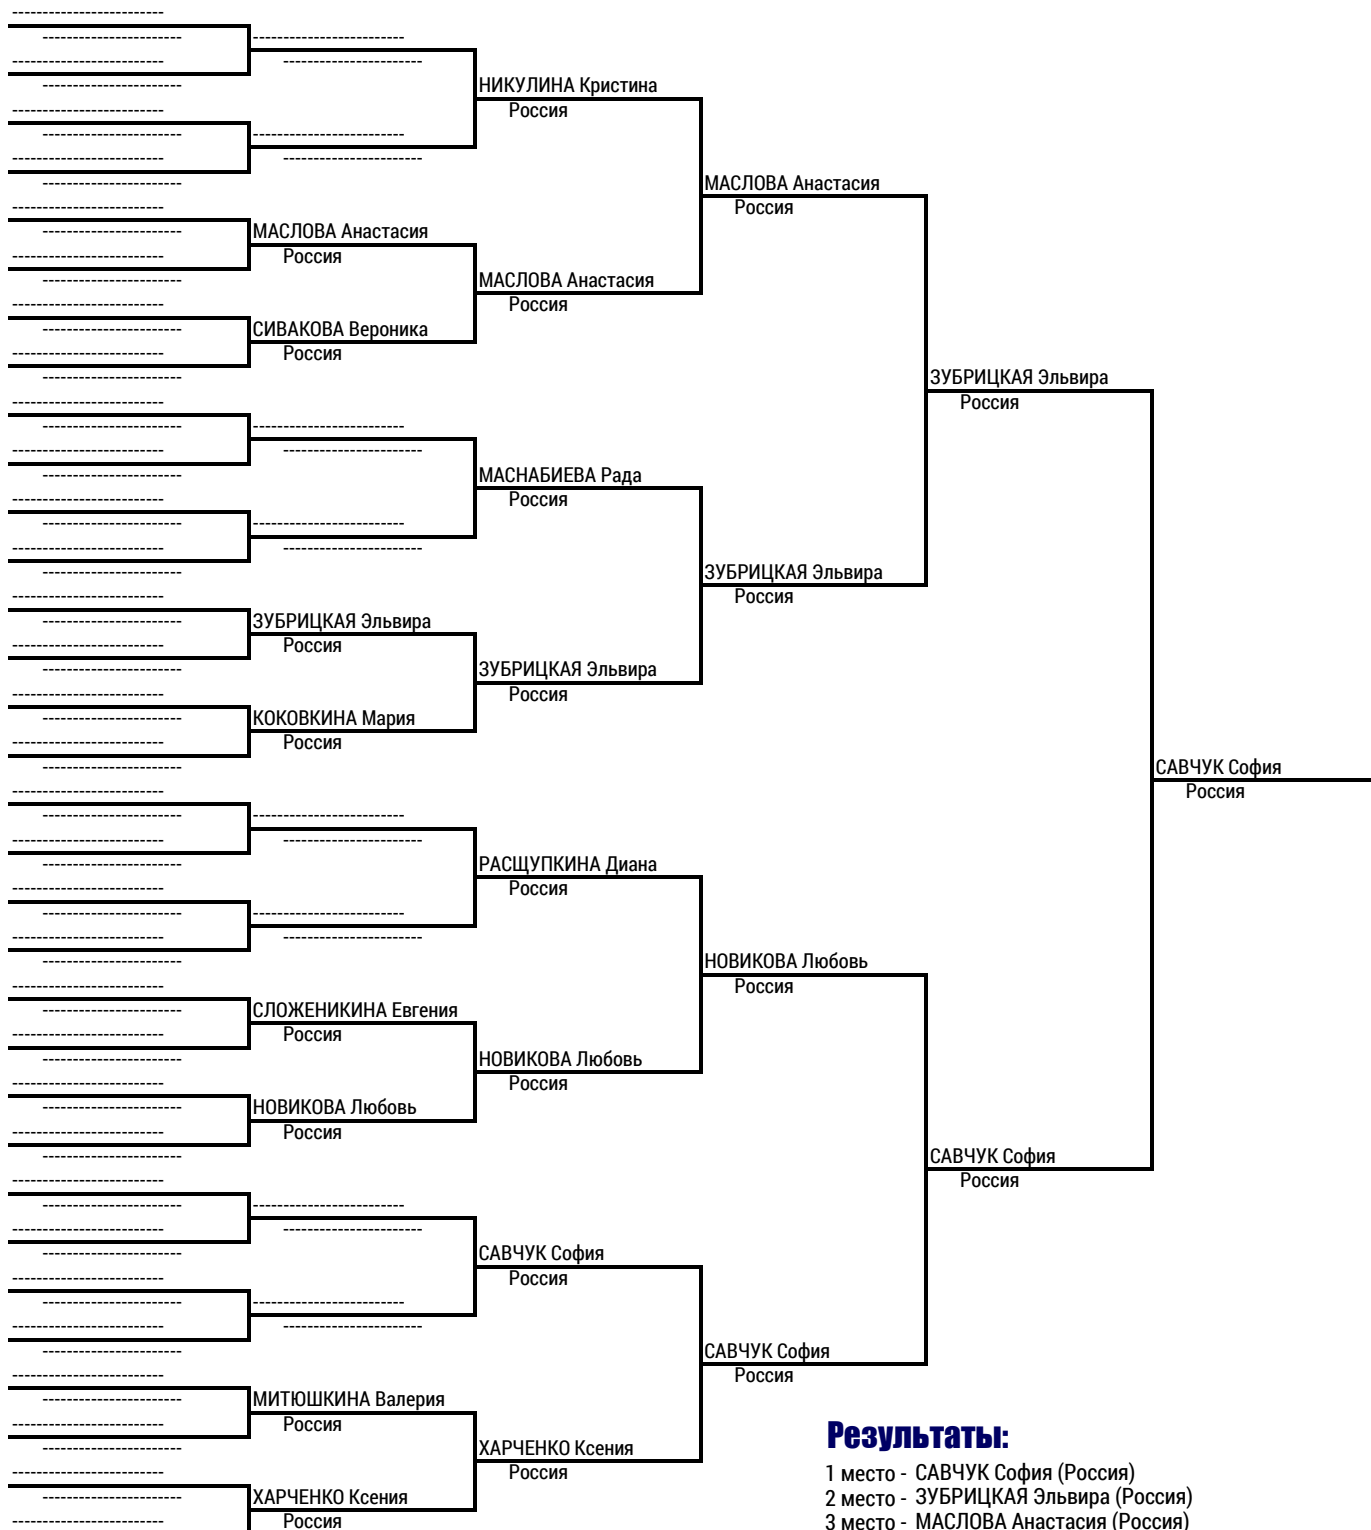 НИКУЛИНА Кристина
Россия
МАСЛОВА Анастасия
Россия
МАСЛОВА Анастасия
Россия
МАСЛОВА Анастасия
Россия
СИВАКОВА Вероника
Россия
ЗУБРИЦКАЯ Эльвира
Россия
МАСНАБИЕВА Рада
Россия
ЗУБРИЦКАЯ Эльвира
Россия
ЗУБРИЦКАЯ Эльвира
Россия
ЗУБРИЦКАЯ Эльвира
Россия
КОКОВКИНА Мария
Россия
САВЧУК София
Россия
РАСЩУПКИНА Диана
Россия
НОВИКОВА Любовь
Россия
СЛОЖЕНИКИНА Евгения
Россия
НОВИКОВА Любовь
Россия
НОВИКОВА Любовь
Россия
САВЧУК София
Россия
САВЧУК София
Россия
САВЧУК София
Россия
МИТЮШКИНА Валерия
Россия
ХАРЧЕНКО Ксения
Россия
ХАРЧЕНКО Ксения
Россия
Результаты:
1 место - САВЧУК София (Россия)
2 место - ЗУБРИЦКАЯ Эльвира (Россия)
3 место - МАСЛОВА Анастасия (Россия)